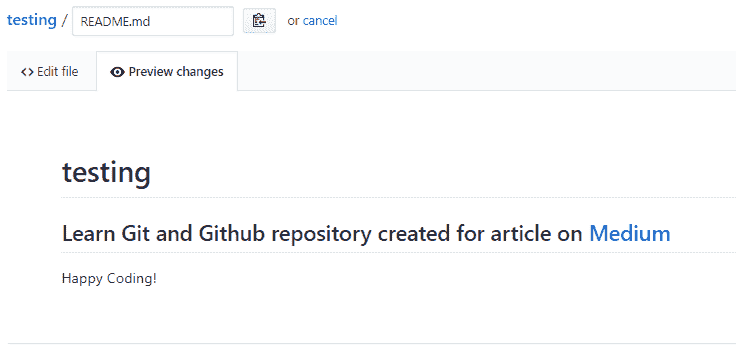 testing / README.md or cancel
Edit file Preview changes
testing
Learn Git and Github repository created for article on Medium
Happy Coding!